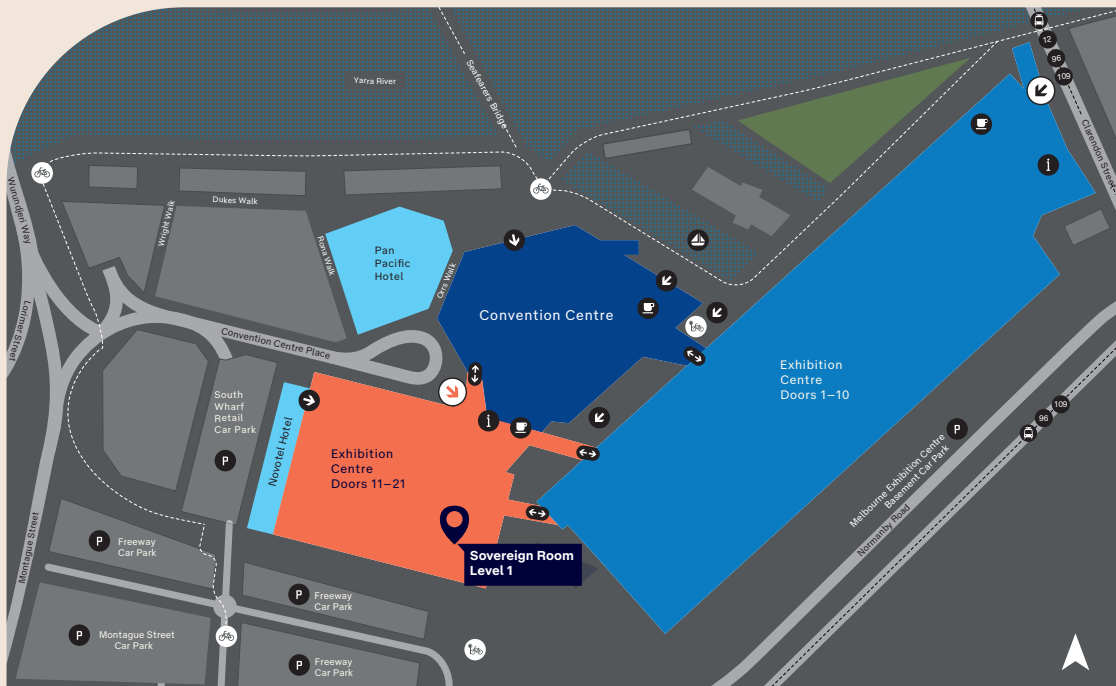 12
96
109
Yarra River
Seafarers Bridge
Clarendon Street
Wurundjeri Way
Dukes Walk
Wright Walk
Rona Walk
Pan
Pacific
Hotel
Orrs Walk
Convention Centre
Lorimer Street
Convention Centre Place
Exhibition
Centre
Doors 1–10
South
Wharf
Retail
Car Park
P
Novotel Hotel
i
i
Exhibition
Centre
Doors 11–21
109
96
P
Melbourne Exhibition Centre
Basement Car Park
Normanby Road
Montague Street
P
Freeway
Car Park
Sovereign Room
Level 1
P
Freeway
Car Park
P
Montague Street
Car Park
P
Freeway
Car Park